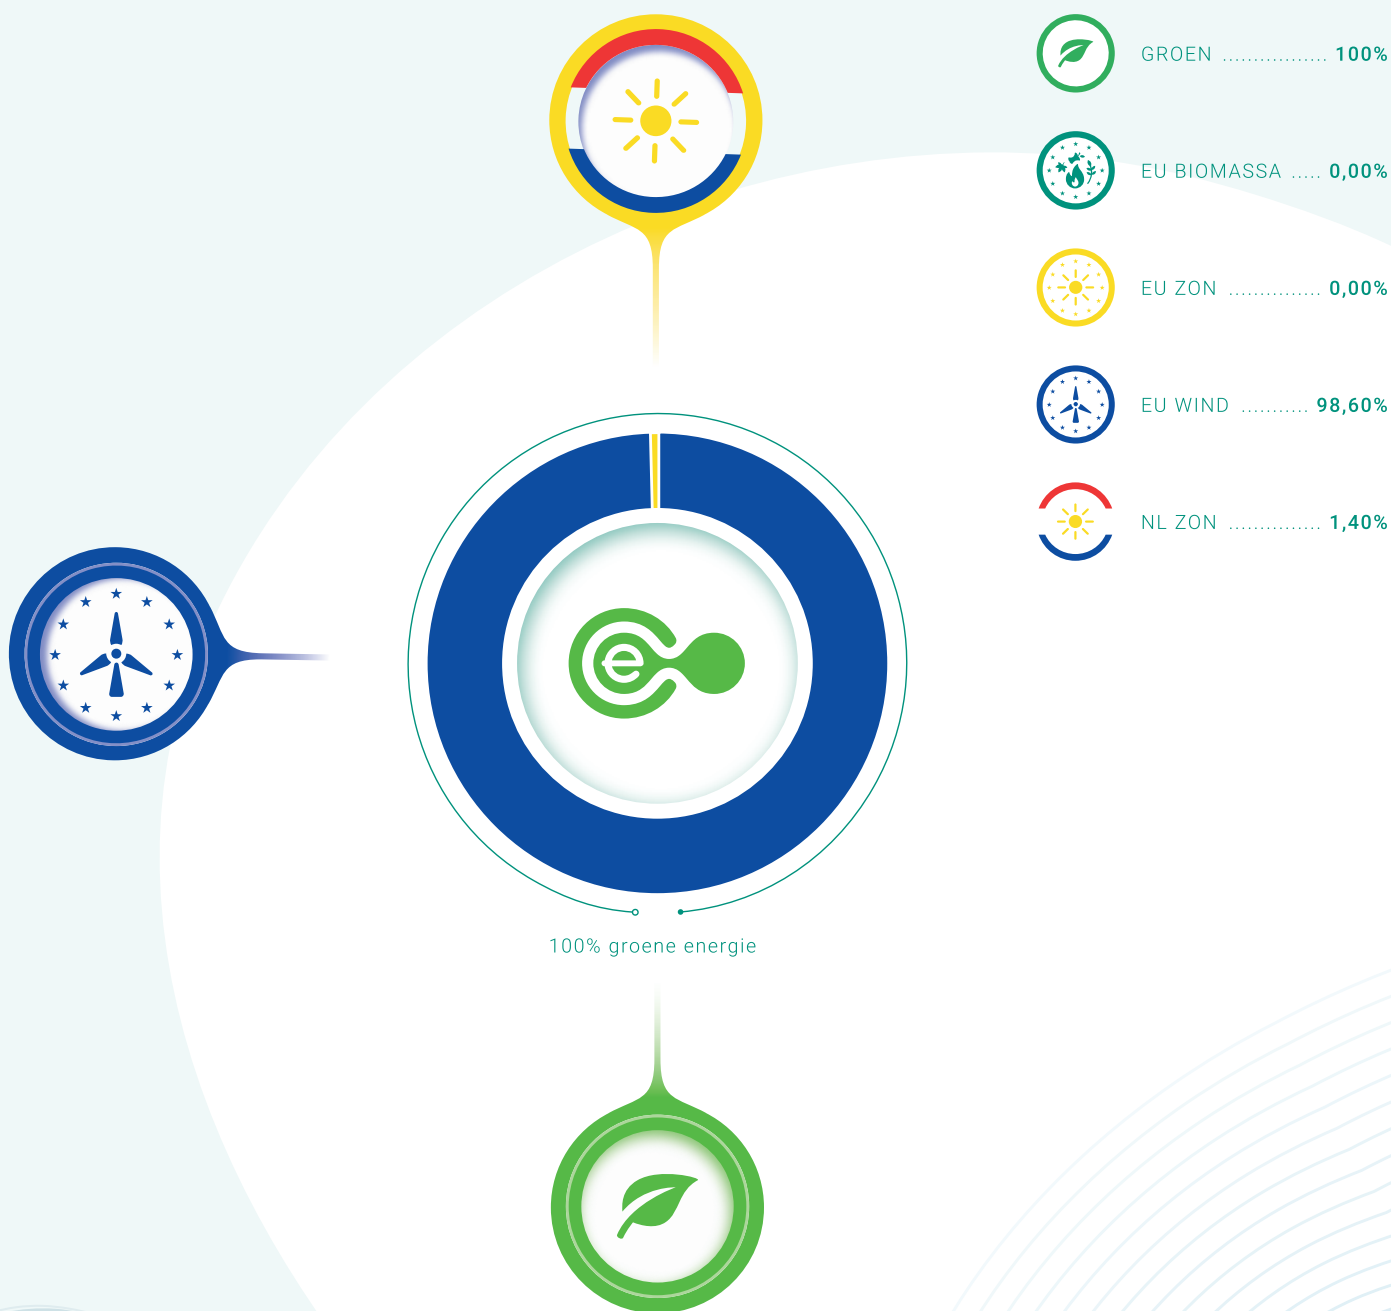 GROEN ................ 100%
EU BIOMASSA ..... 0,00%
EU ZON .............. 0,00%
EU WIND ........... 98,60%
NL ZON .............. 1,40%
e
100% groene energie